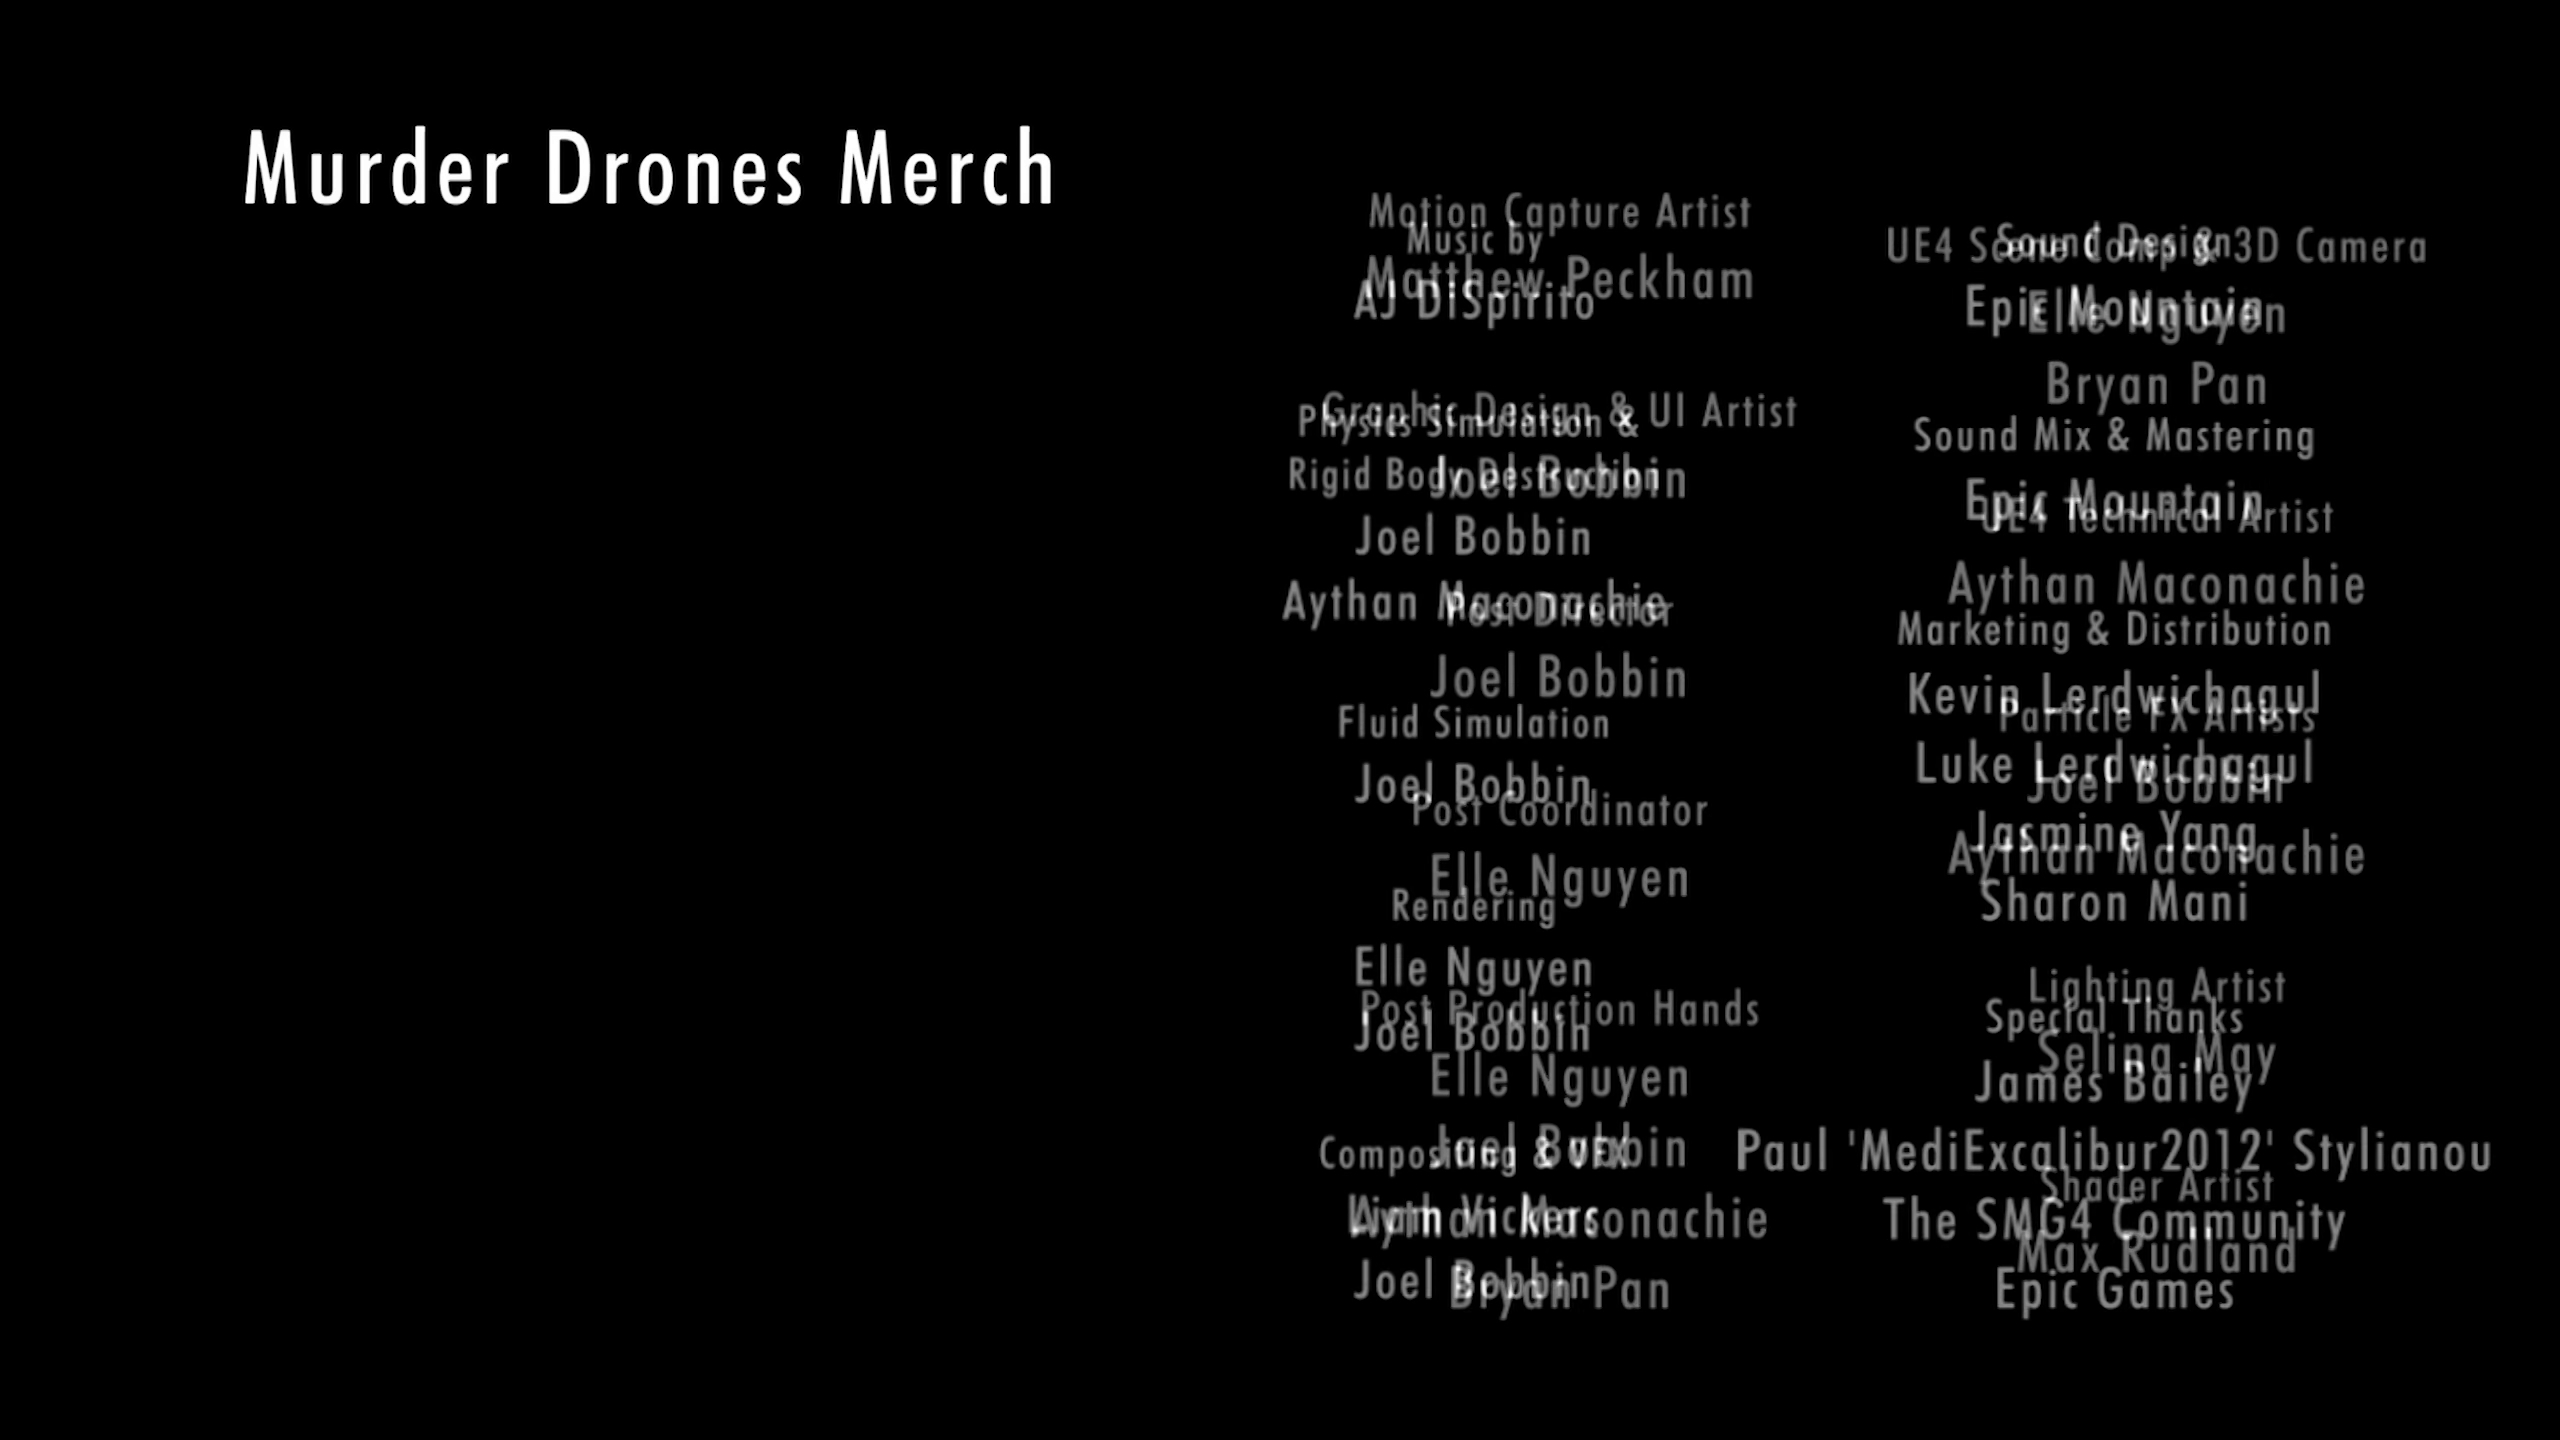 Murder Drones Merch
Motion Capture Artist
Matthew Peckham
Graphic Design & UI Artist
Joel Bobbin
Post Director
Joel Bobbin
Post Coordinator
Elle Nguyen
Post Production Hands
Elle Nguyen
Joel Bobbin
Aythan Maconachie
Bryan Pan
UE4 Scene Comp & 3D Camera
Elle Nguyen
Bryan Pan
UE4 Technical Artist
Aythan Maconachie
Particle FX Artists
Joel Bobbin
Aythan Maconachie
Lighting Artist
Selina May
Shader Artist
Max Rudland
Music by
AJ DiSpirito
Physics Simulation &
Rigid Body Destruction
Joel Bobbin
Aythan Maconachie
Fluid Simulation
Joel Bobbin
Rendering
Elle Nguyen
Joel Bobbin
Compositing & VFX
Liam Vickers
Joel Bobbin
Sound Design
Epic Mountain
Sound Mix & Mastering
Epic Mountain
Marketing & Distribution
Kevin Lerdwichagul
Luke Lerdwichagul
Jasmine Yang
Sharon Mani
Special Thanks
James Bailey
Paul 'MediExcalibur2012' Stylianou
The SMG4 Community
Epic Games